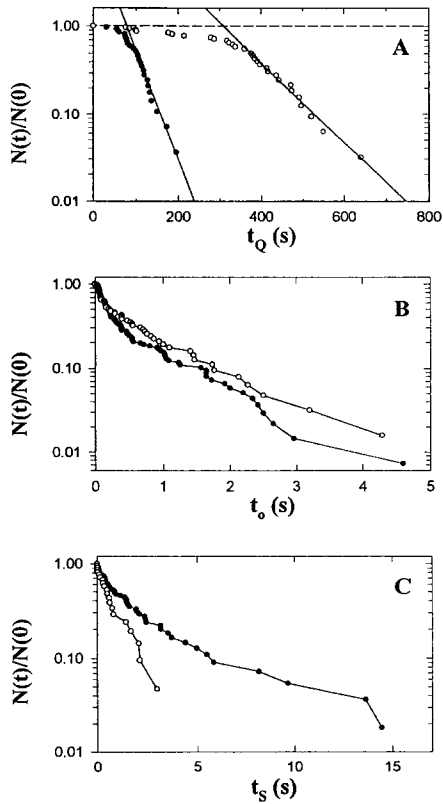 A
N(t)/N(0)
1.00
0.10
0.01
0 200 400 600 800
t_Q (s)
B
N(t)/N(0)
1.00
0.10
0.01
0 1 2 3 4 5
t_o (s)
C
N(t)/N(0)
1.00
0.10
0.01
0 5 10 15
t_S (s)